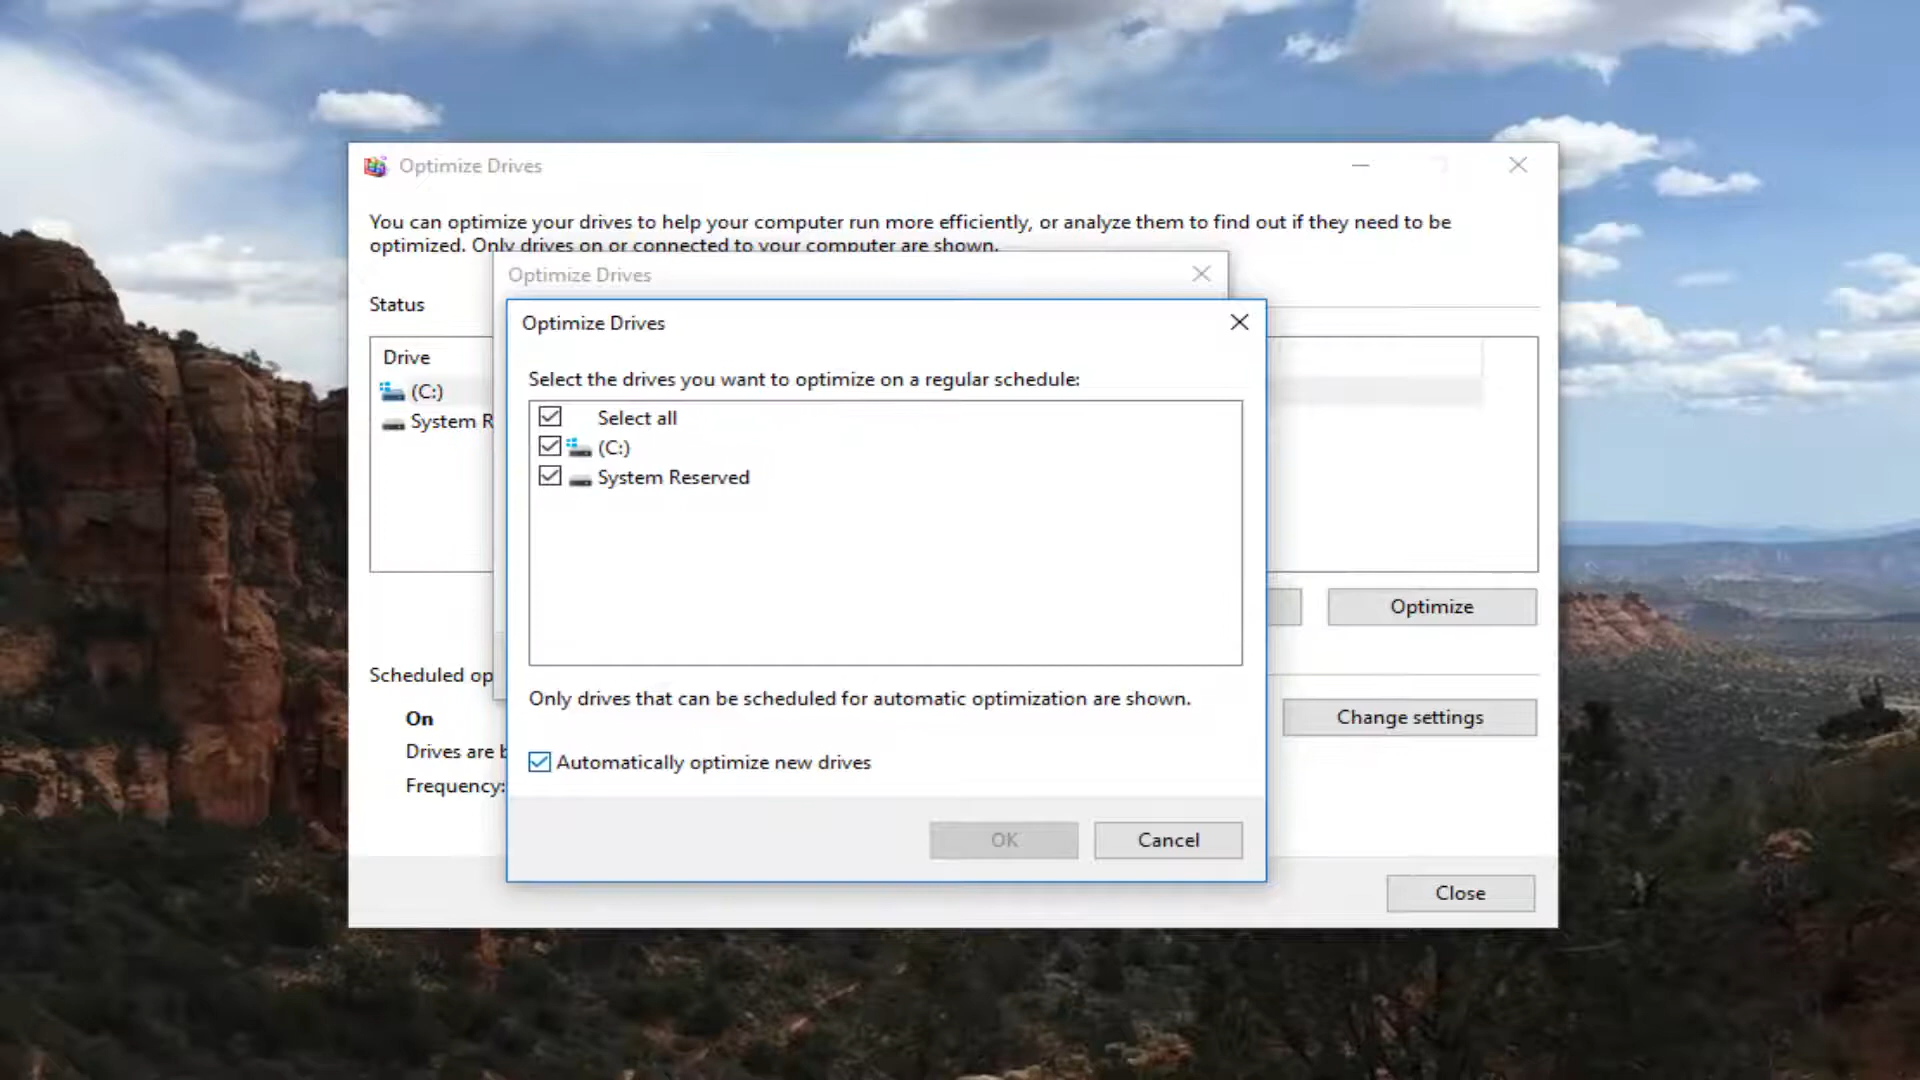 Optimize Drives
You can optimize your drives to help your computer run more efficiently, or analyze them to find out if they need to be
optimized. Only drives on or connected to your computer are shown.
Optimize Drives
Status
Optimize Drives
Drive
Select the drives you want to optimize on a regular schedule:
(C:)
System R
Select all
(C:)
System Reserved
Optimize
Scheduled op
Only drives that can be scheduled for automatic optimization are shown.
On
Change settings
Drives are b
Automatically optimize new drives
Frequency:
OK
Cancel
Close